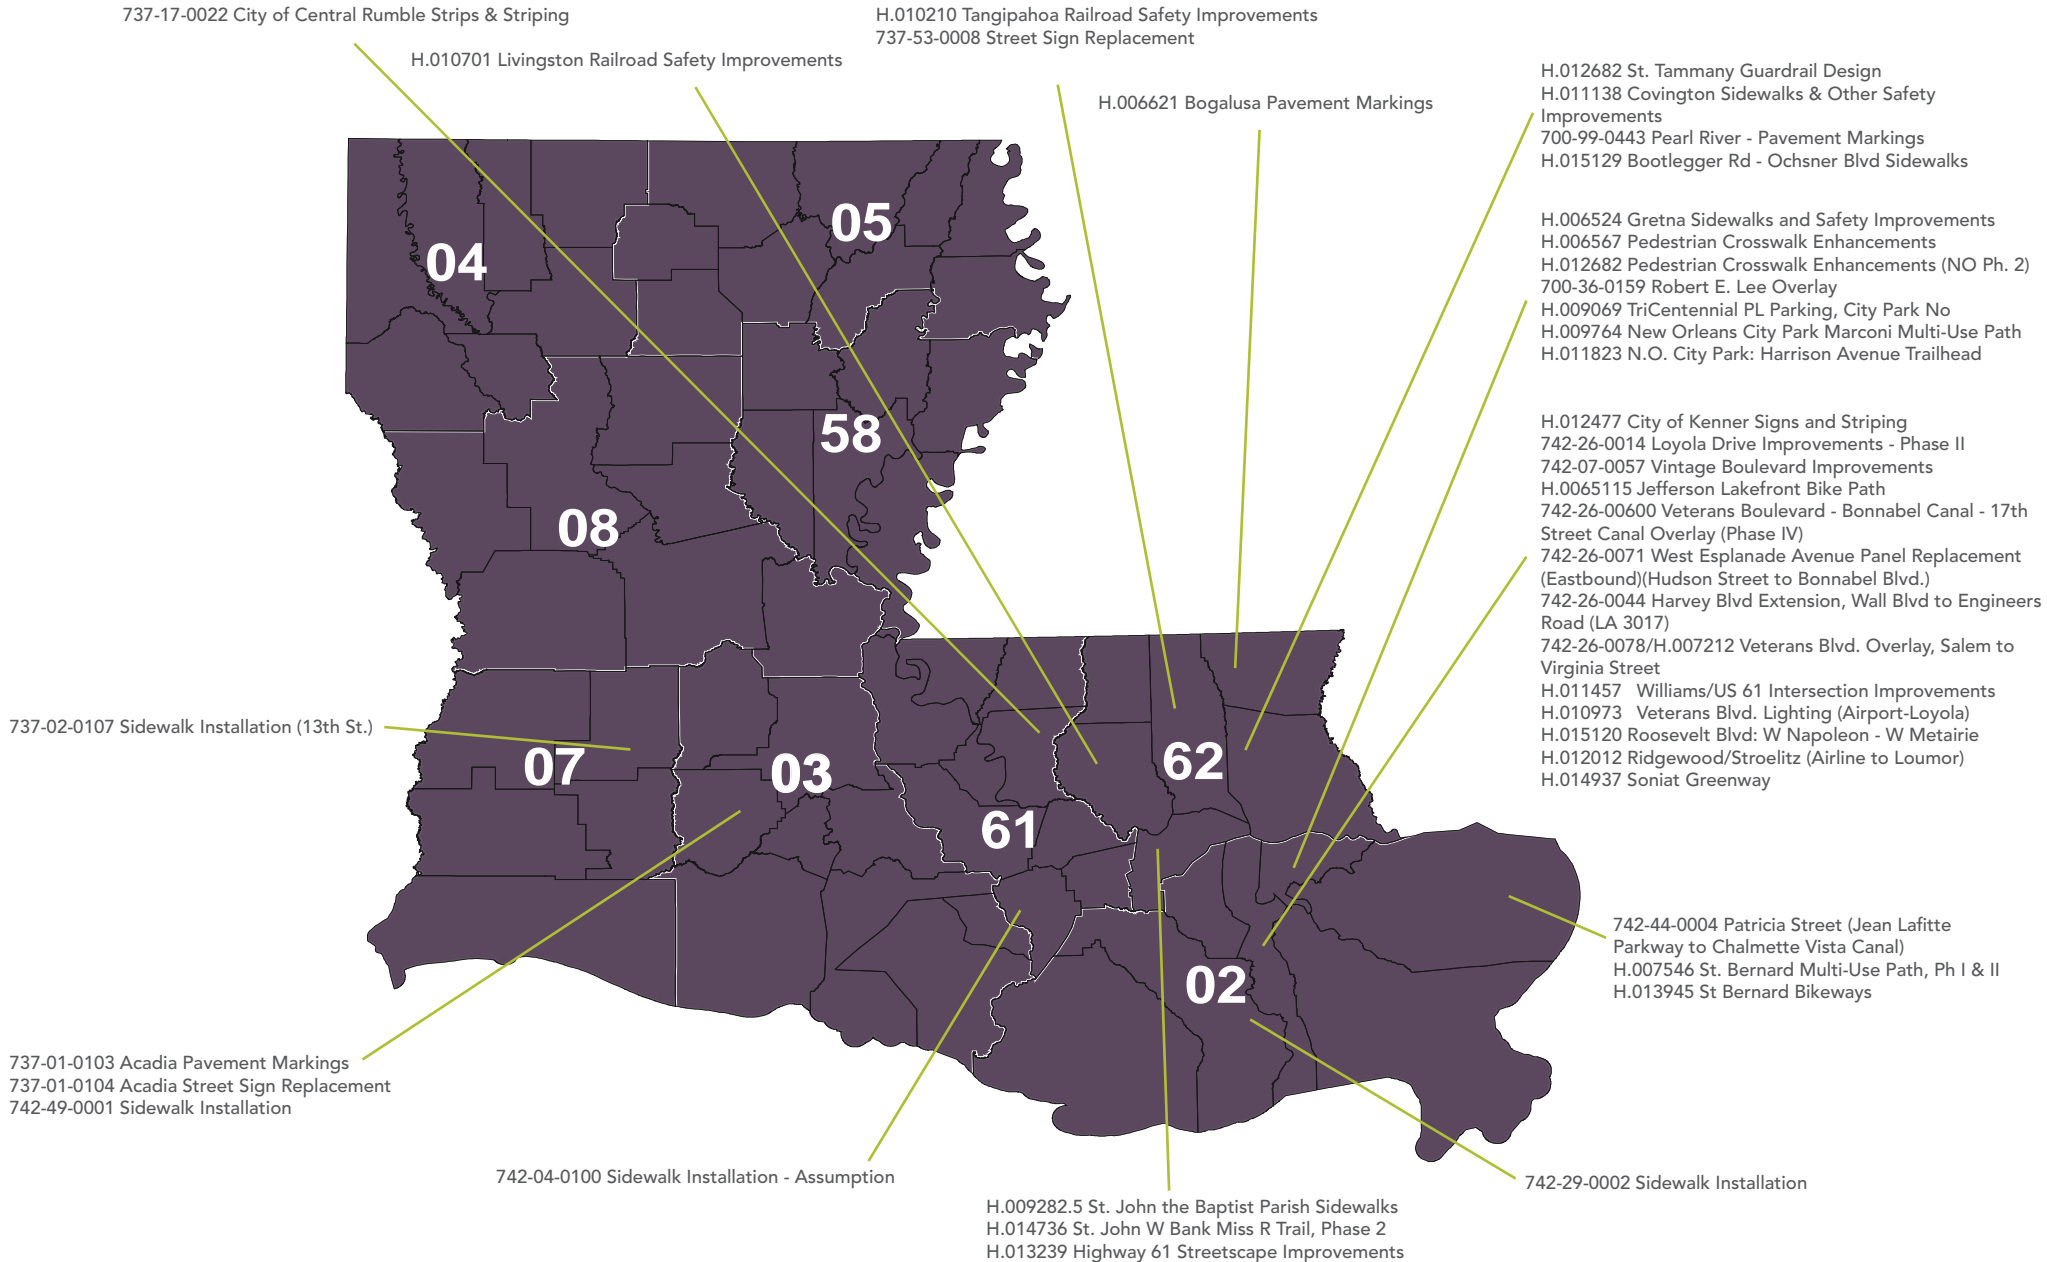 737-17-0022 City of Central Rumble Strips & Striping
H.010701 Livingston Railroad Safety Improvements
H.010210 Tangipahoa Railroad Safety Improvements
737-53-0008 Street Sign Replacement
H.006621 Bogalusa Pavement Markings
H.012682 St. Tammany Guardrail Design
H.011138 Covington Sidewalks & Other Safety
Improvements
700-99-0443 Pearl River - Pavement Markings
H.015129 Bootlegger Rd - Ochsner Blvd Sidewalks
H.006524 Gretna Sidewalks and Safety Improvements
H.006567 Pedestrian Crosswalk Enhancements
H.012682 Pedestrian Crosswalk Enhancements (NO Ph. 2)
700-36-0159 Robert E. Lee Overlay
H.009069 TriCentennial PL Parking, City Park No
H.009764 New Orleans City Park Marconi Multi-Use Path
H.011823 N.O. City Park: Harrison Avenue Trailhead
H.012477 City of Kenner Signs and Striping
742-26-0014 Loyola Drive Improvements - Phase II
742-07-0057 Vintage Boulevard Improvements
H.0065115 Jefferson Lakefront Bike Path
742-26-00600 Veterans Boulevard - Bonnabel Canal - 17th
Street Canal Overlay (Phase IV)
742-26-0071 West Esplanade Avenue Panel Replacement
(Eastbound)(Hudson Street to Bonnabel Blvd.)
742-26-0044 Harvey Blvd Extension, Wall Blvd to Engineers
Road (LA 3017)
742-26-0078/H.007212 Veterans Blvd. Overlay, Salem to
Virginia Street
H.011457 Williams/US 61 Intersection Improvements
H.010973 Veterans Blvd. Lighting (Airport-Loyola)
H.015120 Roosevelt Blvd: W Napoleon - W Metairie
H.012012 Ridgewood/Stroelitz (Airline to Loumor)
H.014937 Soniat Greenway
05
04
58
08
62
07
03
61
02
737-02-0107 Sidewalk Installation (13th St.)
742-44-0004 Patricia Street (Jean Lafitte
Parkway to Chalmette Vista Canal)
H.007546 St. Bernard Multi-Use Path, Ph I & II
H.013945 St Bernard Bikeways
737-01-0103 Acadia Pavement Markings
737-01-0104 Acadia Street Sign Replacement
742-49-0001 Sidewalk Installation
742-04-0100 Sidewalk Installation - Assumption
742-29-0002 Sidewalk Installation
H.009282.5 St. John the Baptist Parish Sidewalks
H.014736 St. John W Bank Miss R Trail, Phase 2
H.013239 Highway 61 Streetscape Improvements